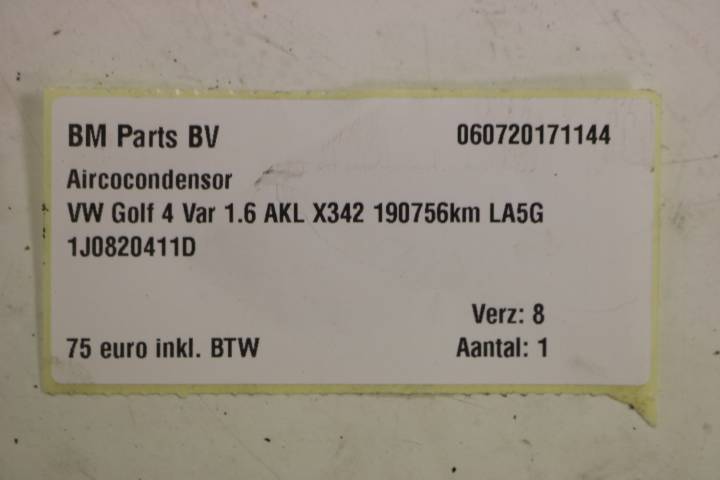 BM Parts BV 060720171144
Aircocondensor
VW Golf 4 Var 1.6 AKL X342 190756km LA5G
1J0820411D
Verz: 8
75 euro inkl. BTW Aantal: 1